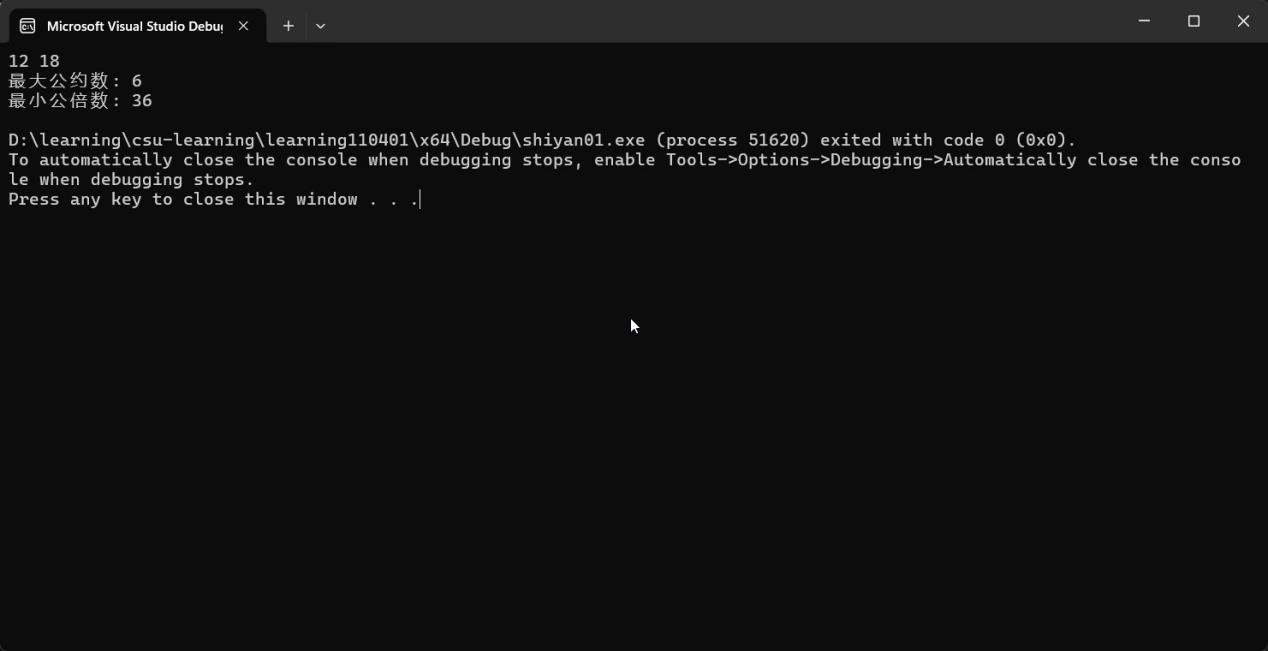 Microsoft Visual Studio Debu
12 18
最大公约数: 6
最小公倍数: 36
D:\learning\csu-learning\learning110401\x64\Debug\shiyan01.exe (process 51620) exited with code 0 (0x0).
To automatically close the console when debugging stops, enable Tools->Options->Debugging->Automatically close the conso
le when debugging stops.
Press any key to close this window . . .